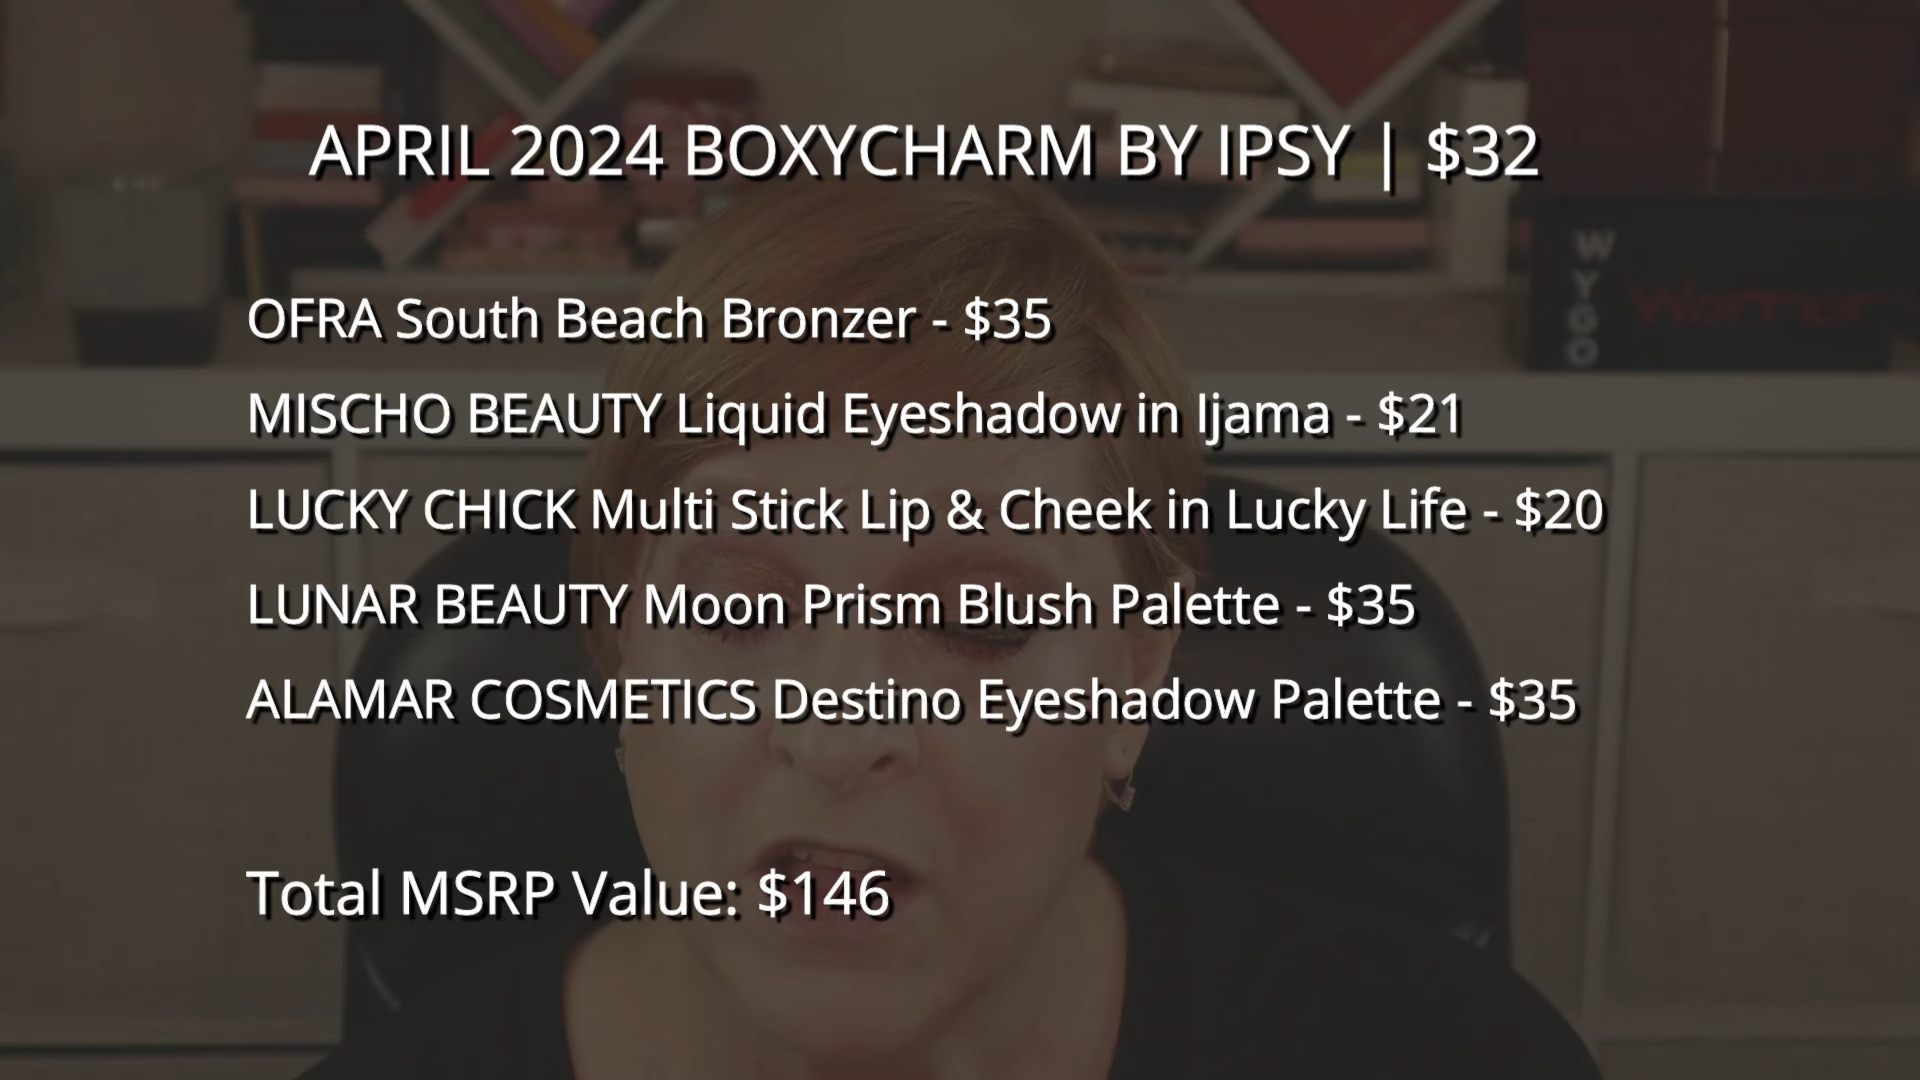 APRIL 2024 BOXYCHARM BY IPSY | $32
W
Y
G
O
Warrior
OFRA South Beach Bronzer - $35
MISCHO BEAUTY Liquid Eyeshadow in Ijama - $21
LUCKY CHICK Multi Stick Lip & Cheek in Lucky Life - $20
LUNAR BEAUTY Moon Prism Blush Palette - $35
ALAMAR COSMETICS Destino Eyeshadow Palette - $35
Total MSRP Value: $146